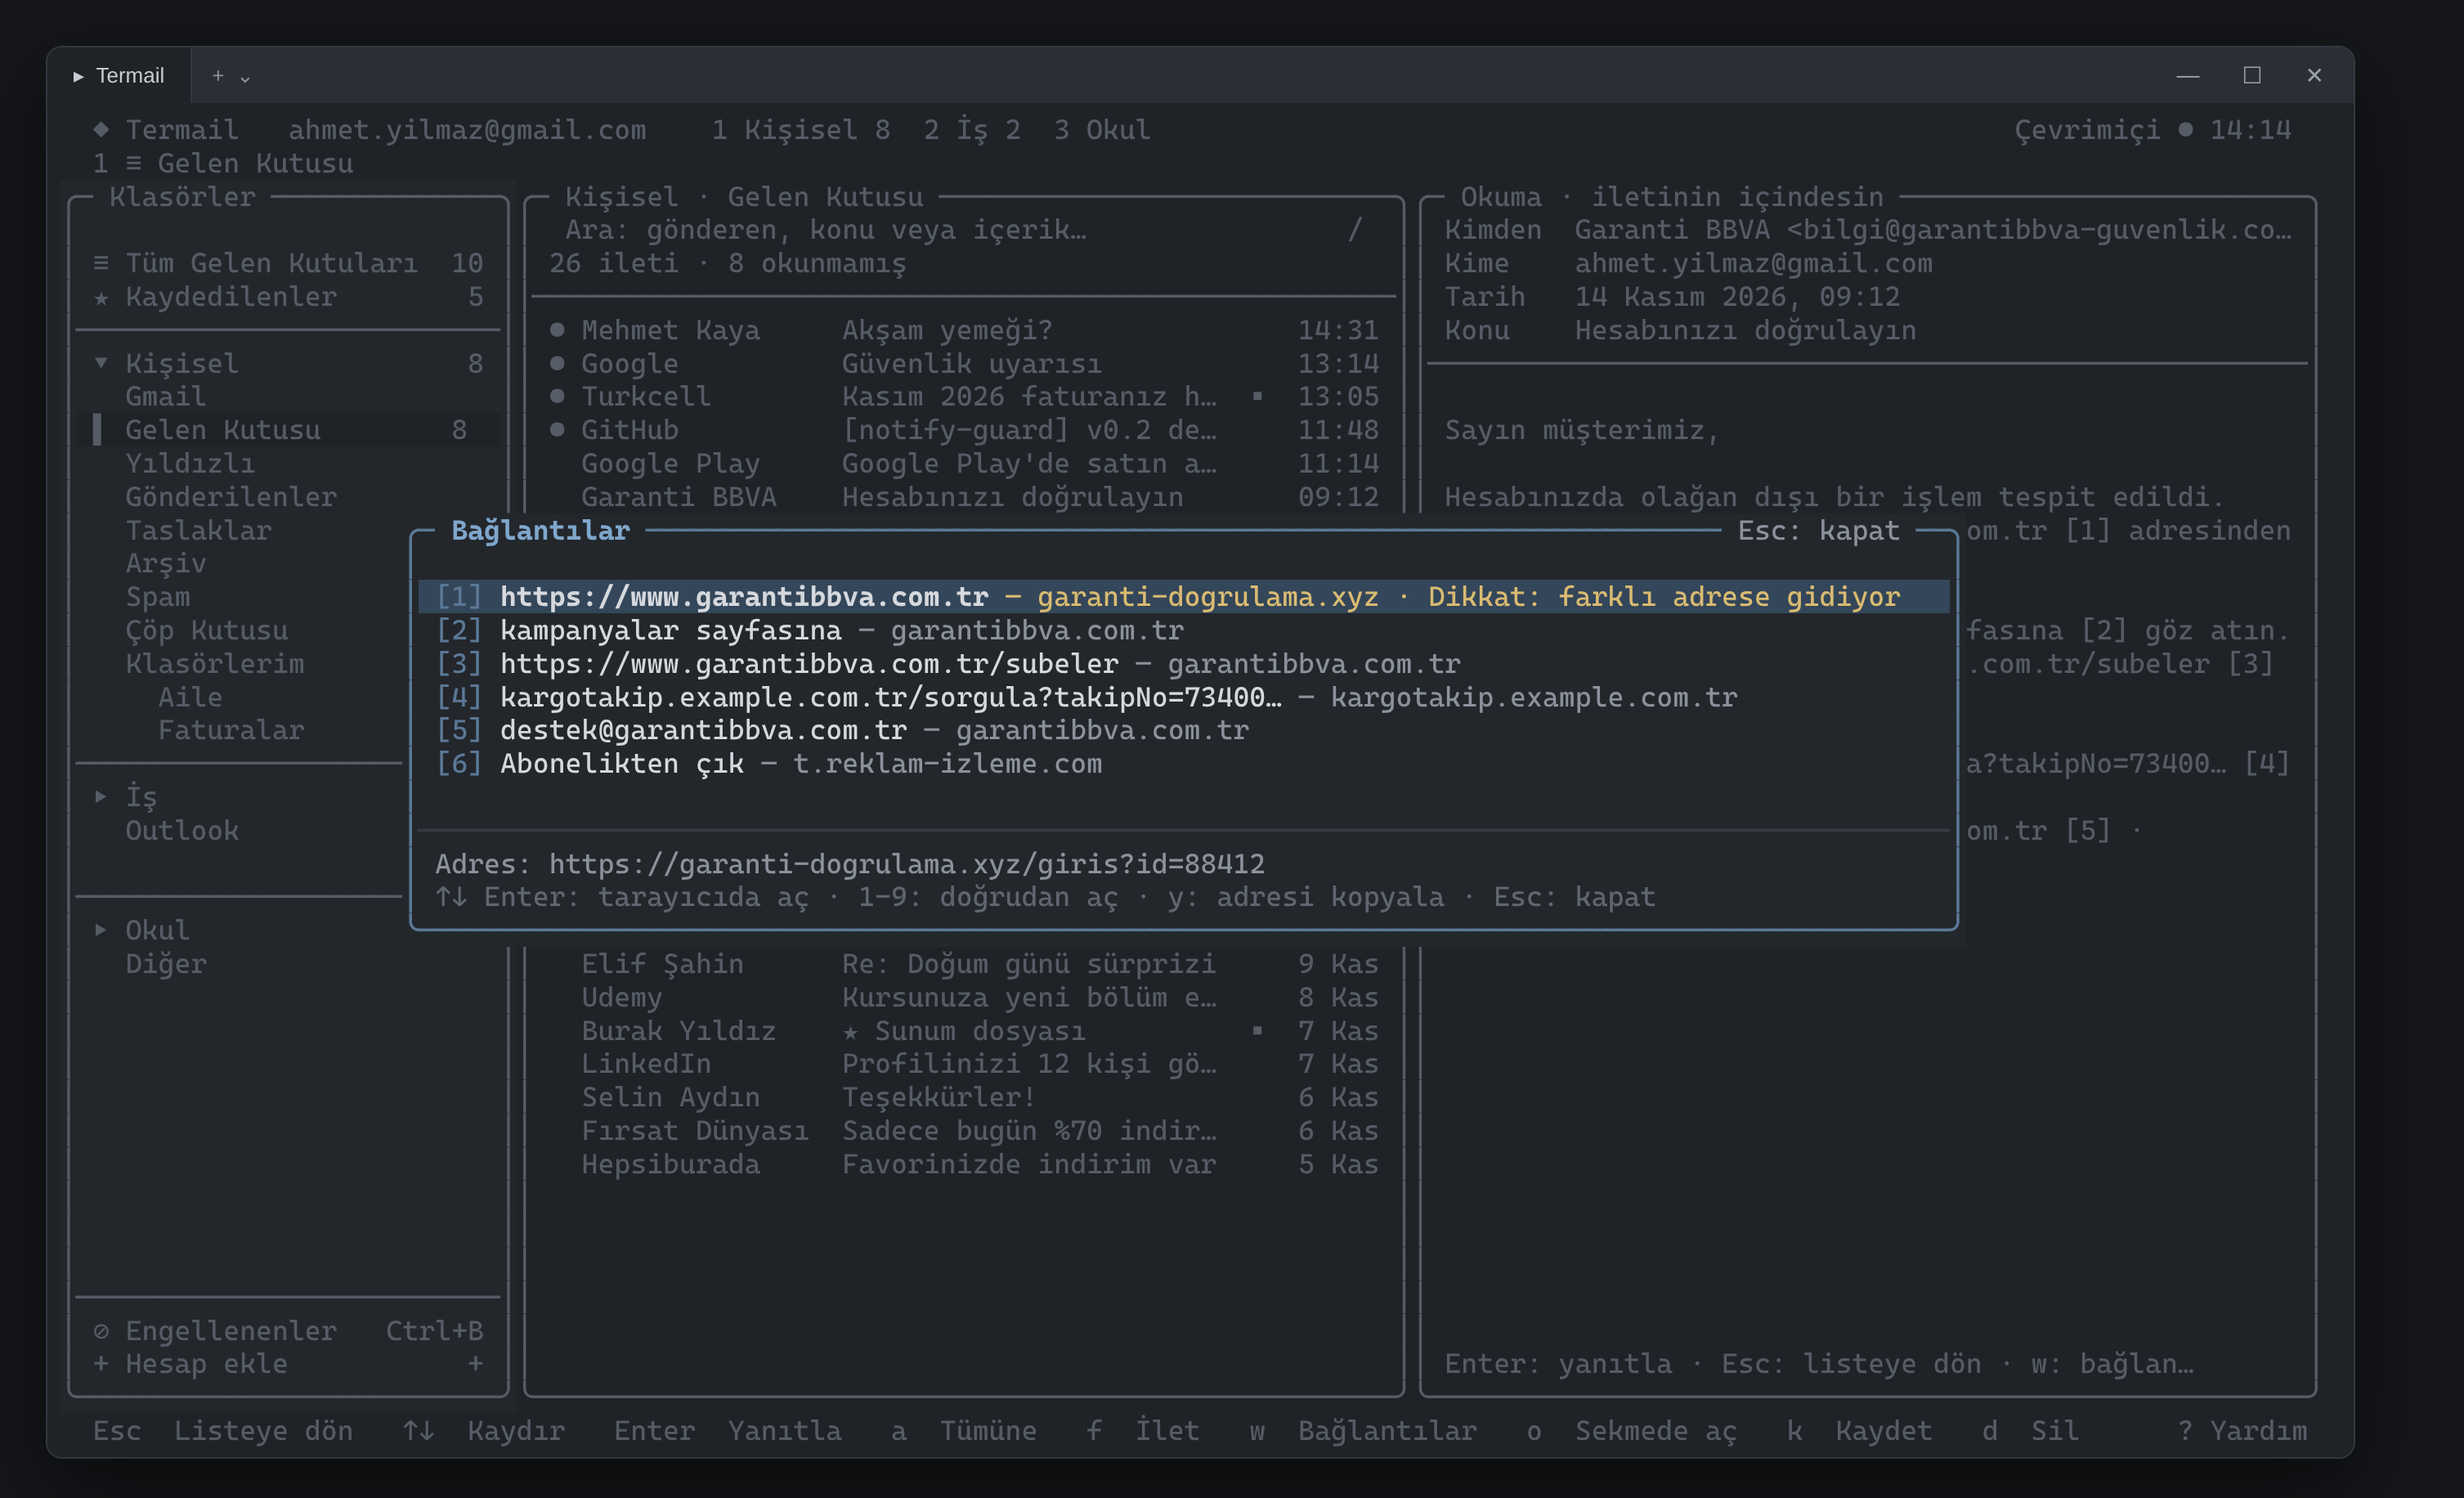 ▸ Termail + ⌄ — ☐ ✕
◆ Termail ahmet.yilmaz@gmail.com 1 Kişisel 8 2 İş 2 3 Okul Çevrimiçi ● 14:14
1 ≡ Gelen Kutusu
Klasörler
≡ Tüm Gelen Kutuları 10
★ Kaydedilenler 5
▾ Kişisel 8
Gmail
Gelen Kutusu 8
Yıldızlı
Gönderilenler
Taslaklar
Arşiv
Spam
Çöp Kutusu
Klasörlerim
Aile
Faturalar
▸ İş
Outlook
▸ Okul
Diğer
⊘ Engellenenler Ctrl+B
+ Hesap ekle +
Kişisel · Gelen Kutusu
Ara: gönderen, konu veya içerik… /
26 ileti · 8 okunmamış
● Mehmet Kaya Akşam yemeği? 14:31
● Google Güvenlik uyarısı 13:14
● Turkcell Kasım 2026 faturanız h… ▪ 13:05
● GitHub [notify-guard] v0.2 de… 11:48
Google Play Google Play'de satın a… 11:14
Garanti BBVA Hesabınızı doğrulayın 09:12
Elif Şahin Re: Doğum günü sürprizi 9 Kas
Udemy Kursunuza yeni bölüm e… 8 Kas
Burak Yıldız ★ Sunum dosyası ▪ 7 Kas
LinkedIn Profilinizi 12 kişi gö… 7 Kas
Selin Aydın Teşekkürler! 6 Kas
Fırsat Dünyası Sadece bugün %70 indir… 6 Kas
Hepsiburada Favorinizde indirim var 5 Kas
Okuma · iletinin içindesin
Kimden Garanti BBVA <bilgi@garantibbva-guvenlik.co…
Kime ahmet.yilmaz@gmail.com
Tarih 14 Kasım 2026, 09:12
Konu Hesabınızı doğrulayın
Sayın müşterimiz,
Hesabınızda olağan dışı bir işlem tespit edildi.
om.tr [1] adresinden
fasına [2] göz atın.
.com.tr/subeler [3]
a?takipNo=73400… [4]
om.tr [5] ·
Enter: yanıtla · Esc: listeye dön · w: bağlan…
Bağlantılar Esc: kapat
[1] https://www.garantibbva.com.tr — garanti-dogrulama.xyz · Dikkat: farklı adrese gidiyor
[2] kampanyalar sayfasına — garantibbva.com.tr
[3] https://www.garantibbva.com.tr/subeler — garantibbva.com.tr
[4] kargotakip.example.com.tr/sorgula?takipNo=73400… — kargotakip.example.com.tr
[5] destek@garantibbva.com.tr — garantibbva.com.tr
[6] Abonelikten çık — t.reklam-izleme.com
Adres: https://garanti-dogrulama.xyz/giris?id=88412
↑↓ Enter: tarayıcıda aç · 1-9: doğrudan aç · y: adresi kopyala · Esc: kapat
Esc Listeye dön ↑↓ Kaydır Enter Yanıtla a Tümüne f İlet w Bağlantılar o Sekmede aç k Kaydet d Sil ? Yardım